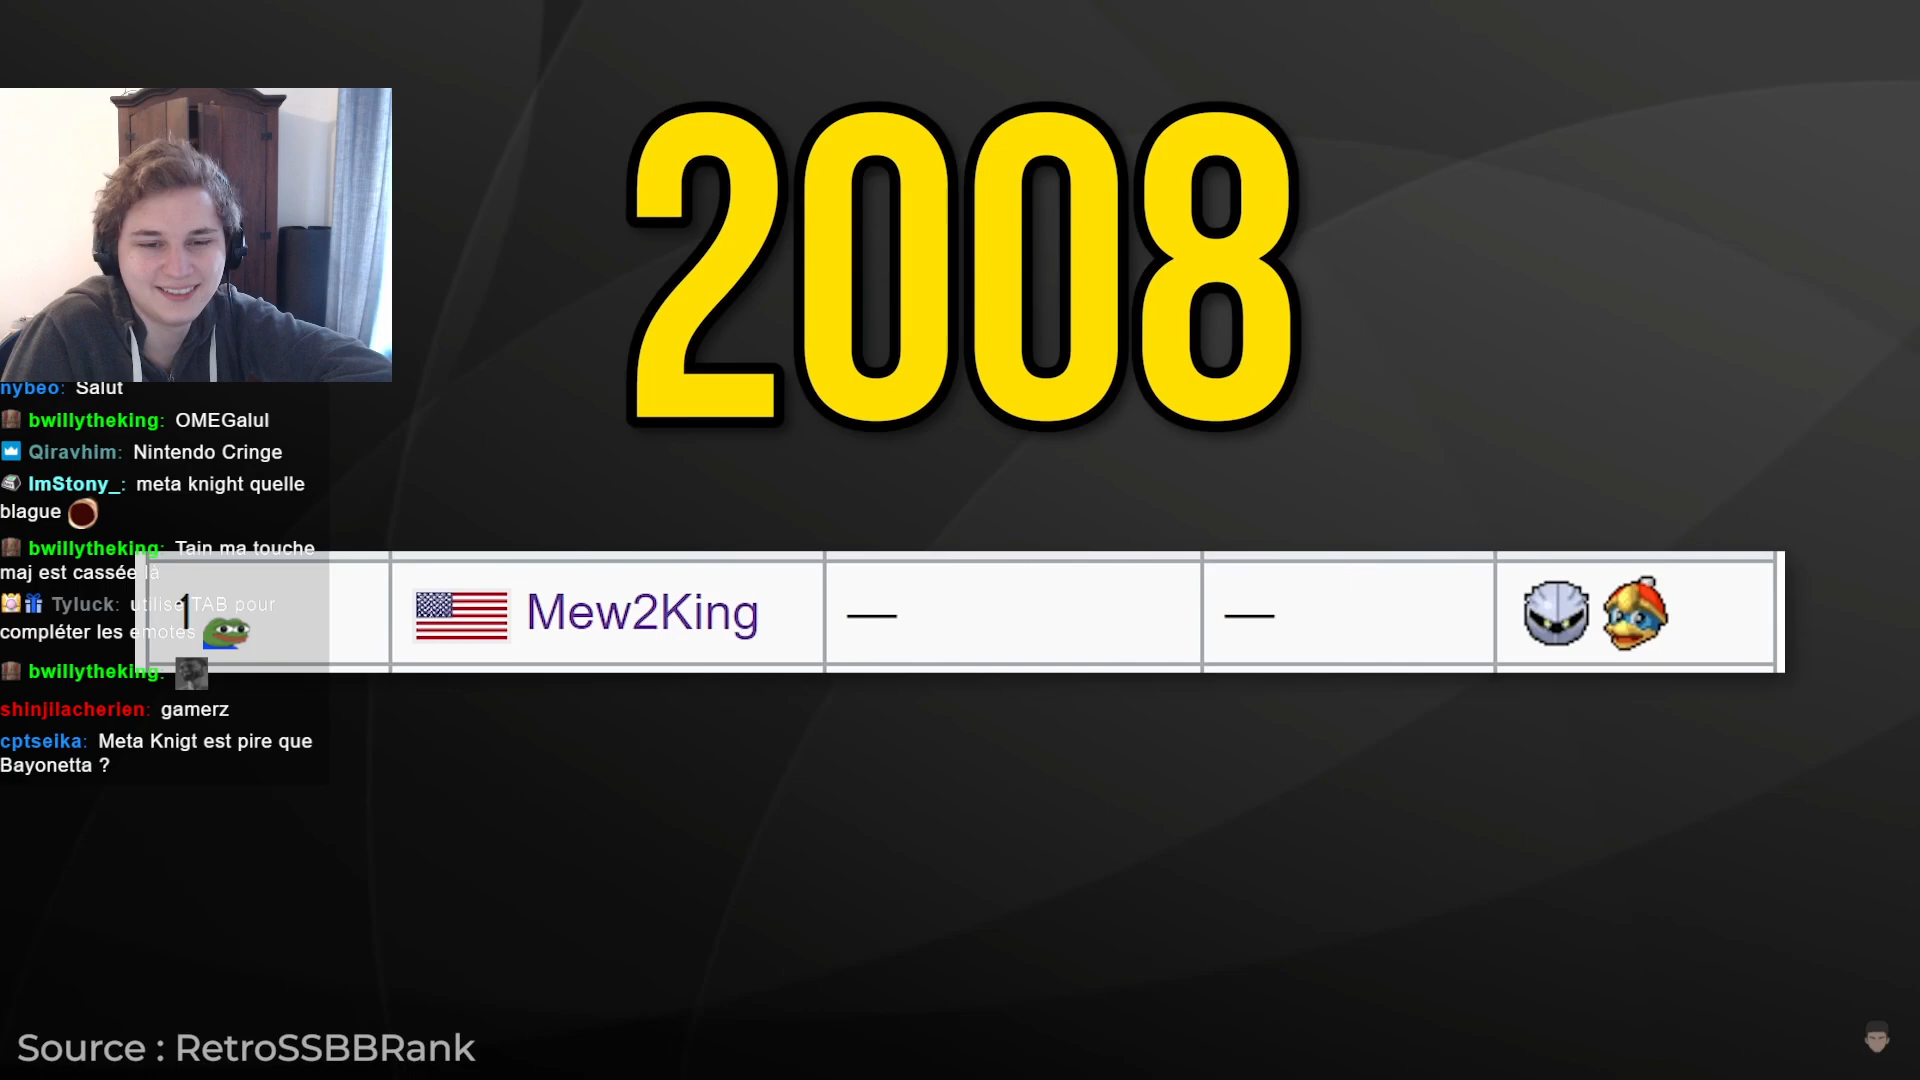 2008
nybeo: Salut
bwillytheking: OMEGalul
Qiravhim: Nintendo Cringe
ImStony_: meta knight quelle
blague
bwillytheking: Tain ma touche
maj est cassée là
Tyluck: utilise TAB pour
compléter les emotes
bwillytheking:
shinjilacherien: gamerz
cptseika: Meta Knigt est pire que
Bayonetta ?
1 Mew2King — —
Source : RetroSSBBRank